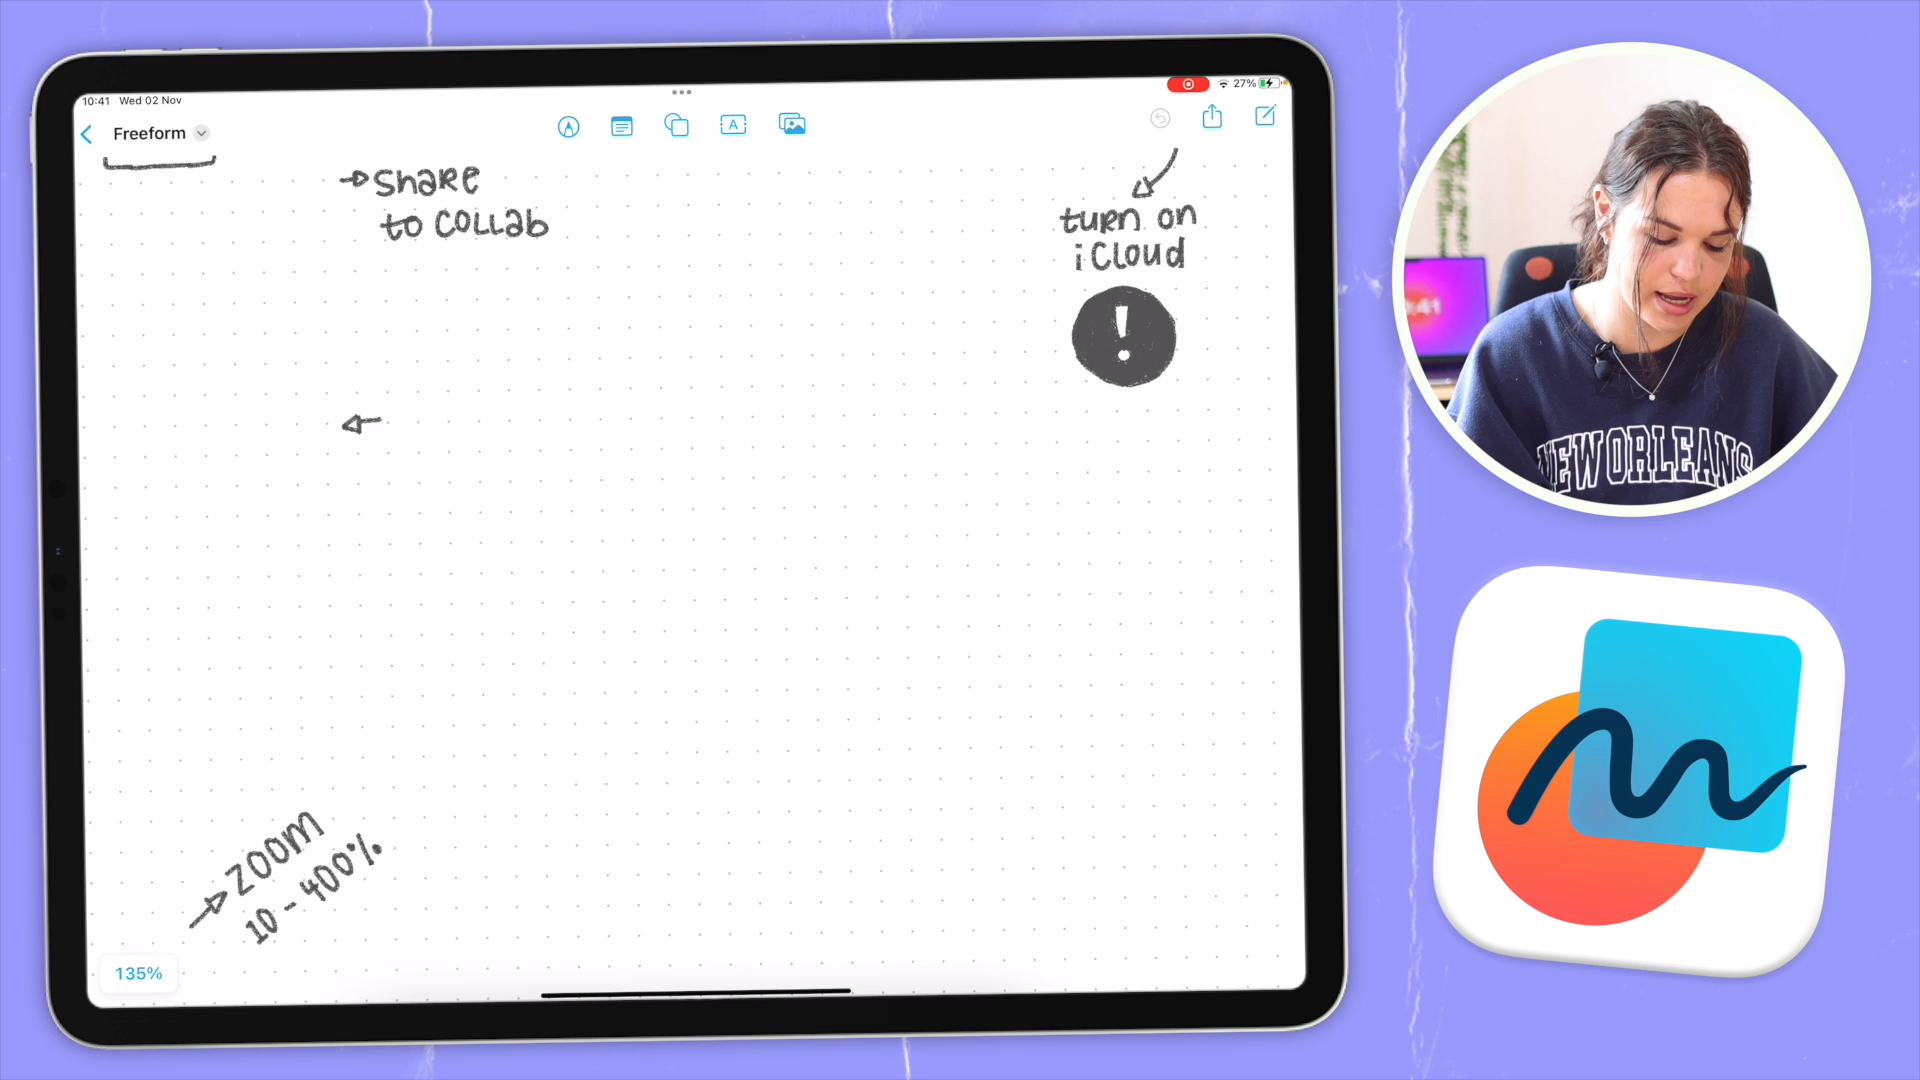 10:41 Wed 02 Nov
27%
Freeform
A
Share
to collab
turn on
iCloud
!
zoom
10 - 400%
135%
NEW ORLEANS